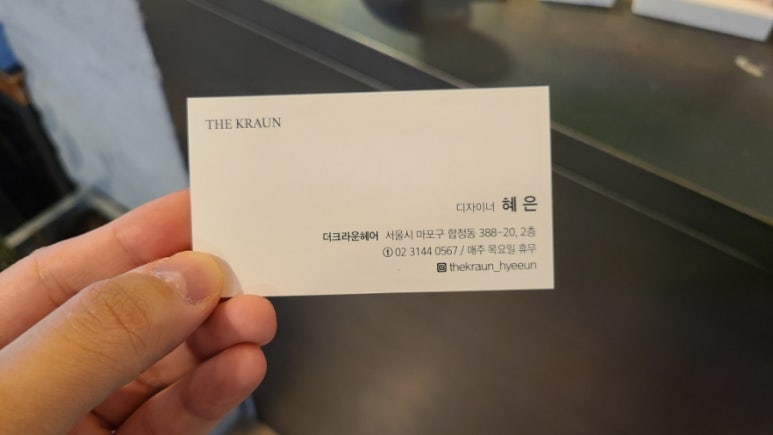 THE KRAUN
디자이너 혜은
더크라운헤어 서울시 마포구 합정동 388-20, 2층
ⓣ 02 3144 0567 / 매주 목요일 휴무
thekraun_hyeeun